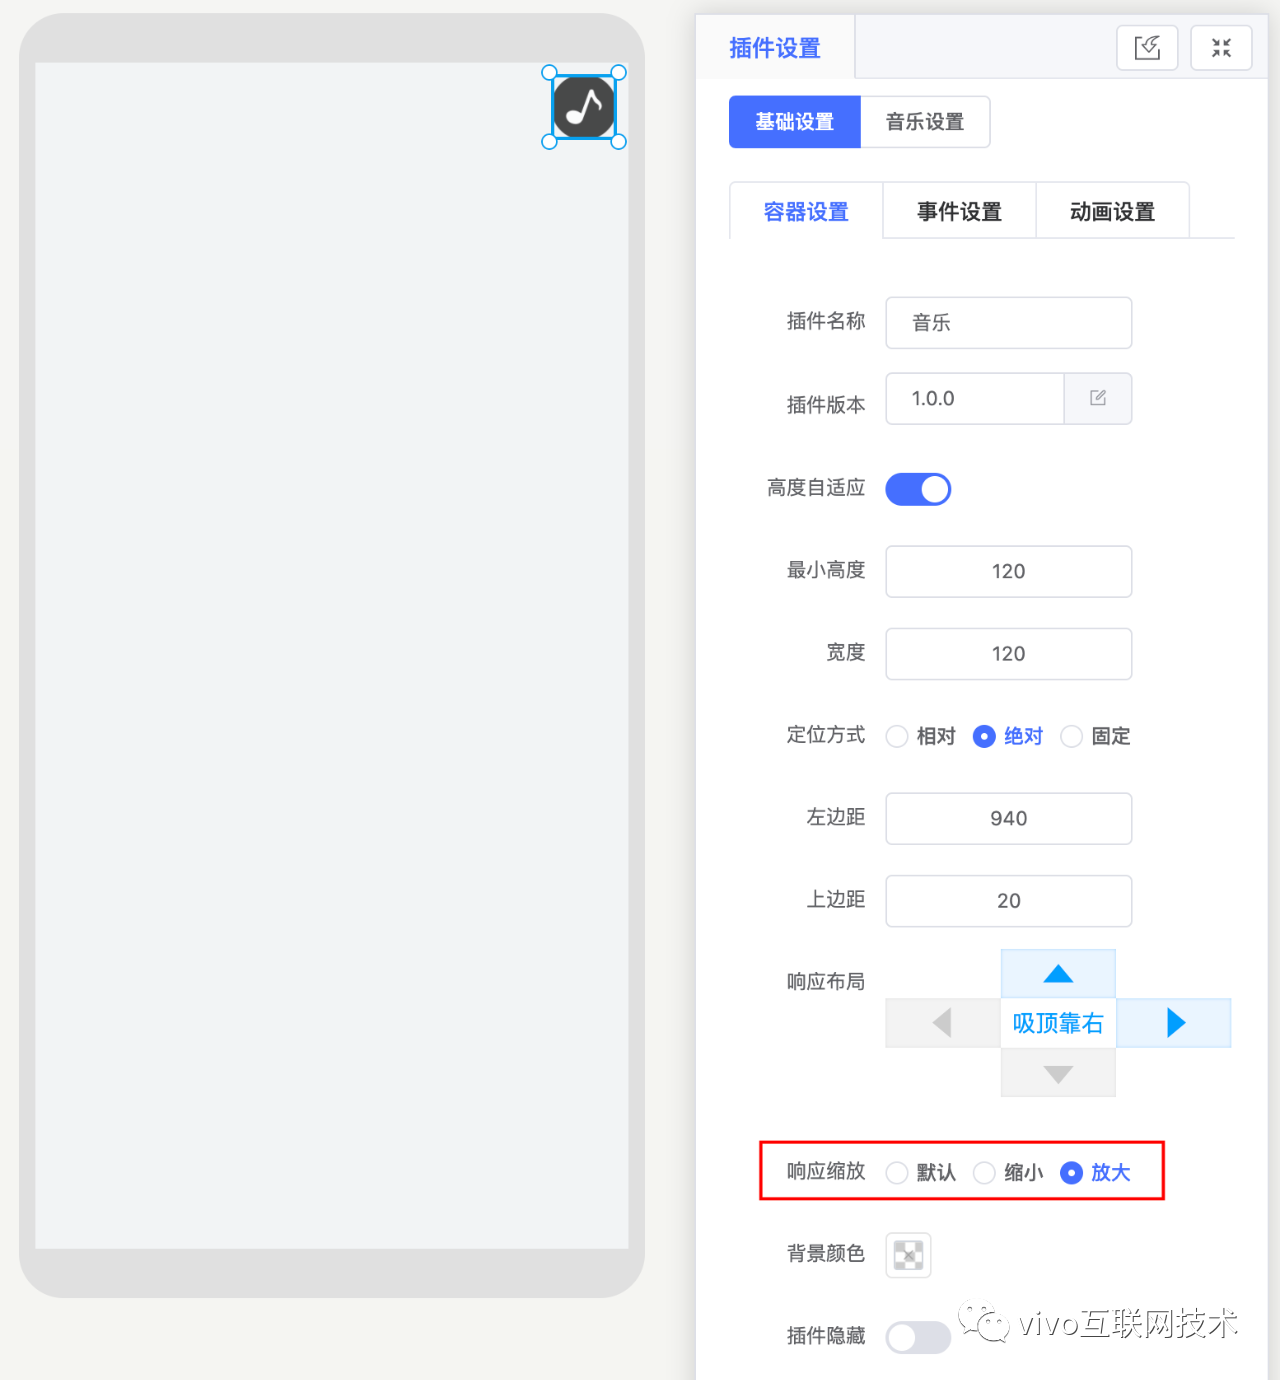 插件设置
基础设置 音乐设置
容器设置 事件设置 动画设置
插件名称 音乐
插件版本 1.0.0
高度自适应
最小高度 120
宽度 120
定位方式 相对 绝对 固定
左边距 940
上边距 20
响应布局
吸顶靠右
响应缩放 默认 缩小 放大
背景颜色
插件隐藏
vivo互联网技术